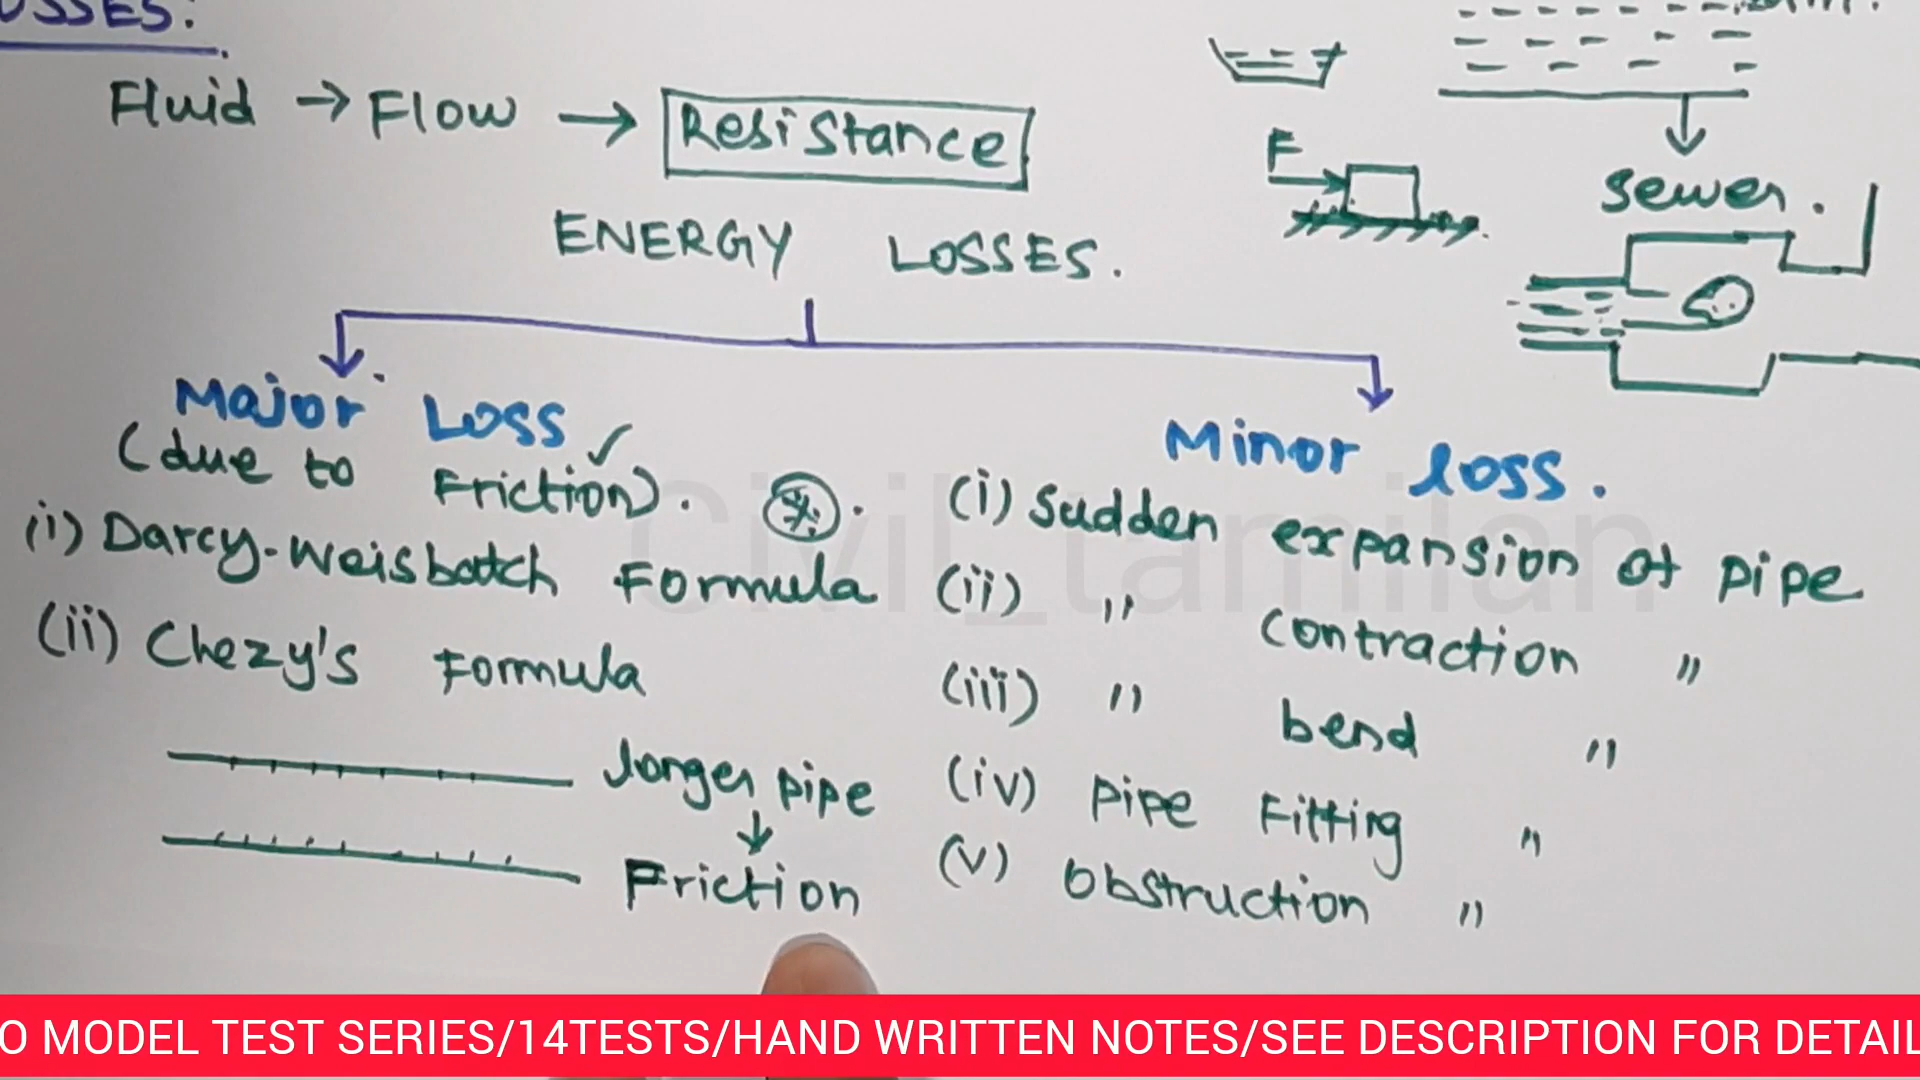 OSSES:
Fluid → Flow → Resistance
F
sewer.
ENERGY LOSSES.
Major Loss
(due to Friction). ✓
(i) Darcy-Weisbatch Formula
(ii) Chezy's Formula
longer pipe
↓
Friction
Minor loss.
(i) Sudden expansion of pipe
(ii) " contraction "
(iii) " bend "
(iv) pipe Fitting "
(v) obstruction "
Civil_tamilan
O MODEL TEST SERIES/14TESTS/HAND WRITTEN NOTES/SEE DESCRIPTION FOR DETAIL